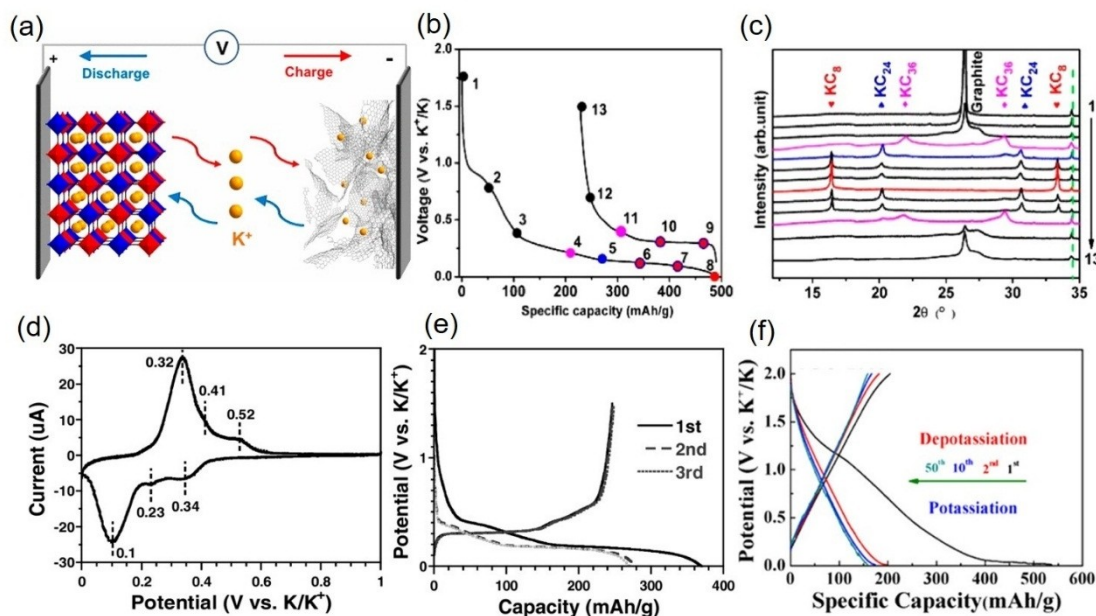 (a)
V
+
-
Discharge
Charge
K+
(b)
Voltage (V vs. K+/K)
2.0
1.5
1.0
0.5
0.0
1
2
3
4
5
6
7
8
9
10
11
12
13
0
100
200
300
400
500
Specific capacity (mAh/g)
(c)
Intensity (arb.unit)
KC8
KC24
KC36
Graphite
KC36
KC24
KC8
1
13
15
20
25
30
35
2θ (°)
(d)
Current (uA)
30
20
10
0
-10
-20
-30
0.32
0.41
0.52
0.1
0.23
0.34
0
0.2
0.4
0.6
0.8
1
Potential (V vs. K/K+)
(e)
Potential (V vs. K/K+)
2
1
0
1st
2nd
3rd
0
100
200
300
400
Capacity (mAh/g)
(f)
Potential (V vs. K+/K)
2.0
1.5
1.0
0.5
0.0
Depotassiation
50th 10th 2nd 1st
Potassiation
0
100
200
300
400
500
600
Specific Capacity(mAh/g)